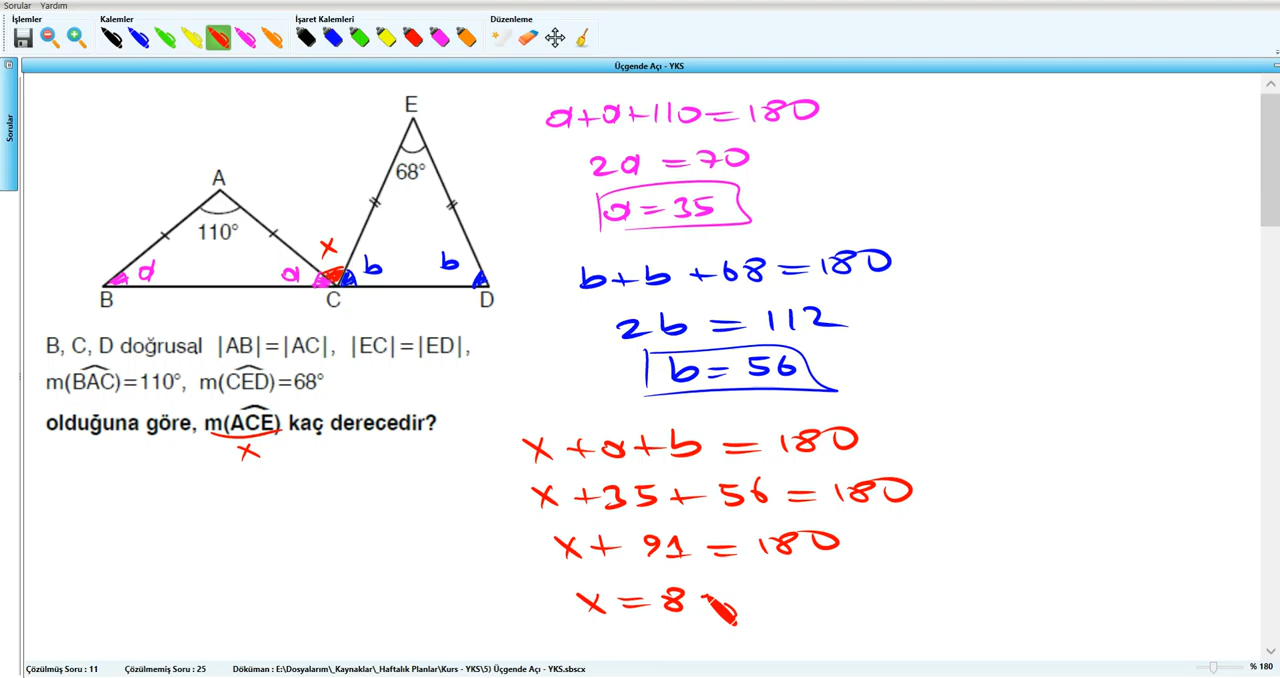 Sorular Yardım
İşlemler Kalemler İşaret Kalemleri Düzenleme
Üçgende Açı - YKS
Sorular
E
68°
A
110°
x
a a b b
B C D
B, C, D doğrusal |AB|=|AC|, |EC|=|ED|,
m(BAC)=110°, m(CED)=68°
olduğuna göre, m(ACE) kaç derecedir?
x
a+a+110=180
2a=70
a=35
b+b+68=180
2b=112
b=56
x+a+b=180
x+35+56=180
x+91=180
x=8
Çözülmüş Soru : 11 Çözülmemiş Soru : 25 Döküman : E:\Dosyalarım\_Kaynaklar\_Haftalık Planlar\Kurs - YKS\5) Üçgende Açı - YKS.sbscx % 180